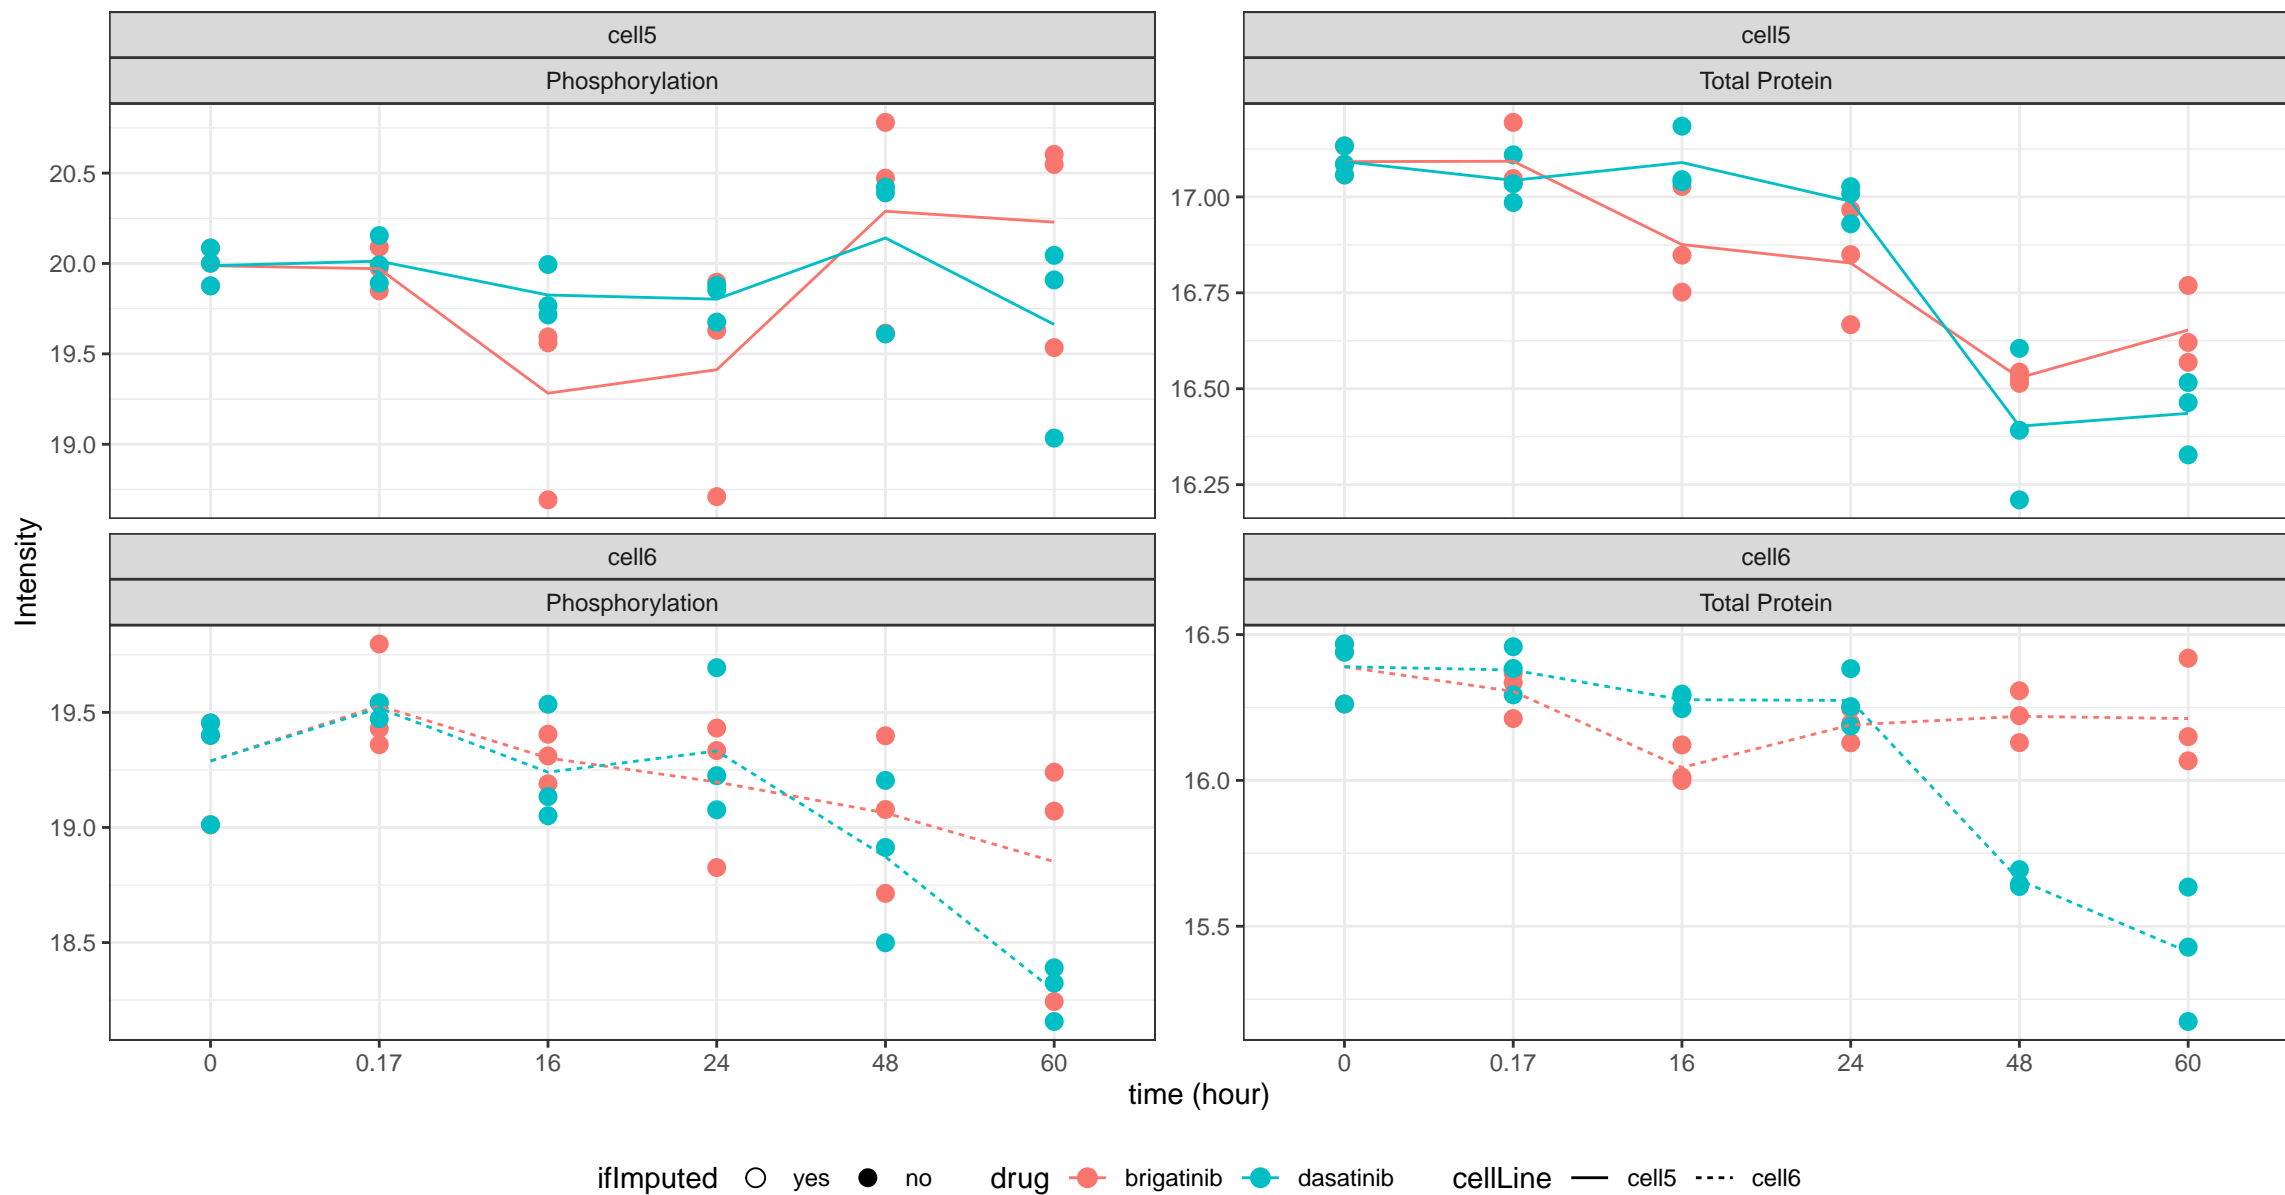 cell5
Phosphorylation
cell5
Total Protein
20.5
20.0
19.5
19.0
17.00
16.75
16.50
16.25
Intensity
cell6
Phosphorylation
cell6
Total Protein
19.5
19.0
18.5
16.5
16.0
15.5
0 0.17 16 24 48 60
0 0.17 16 24 48 60
time (hour)
ifImputed yes no drug brigatinib dasatinib cellLine cell5 cell6